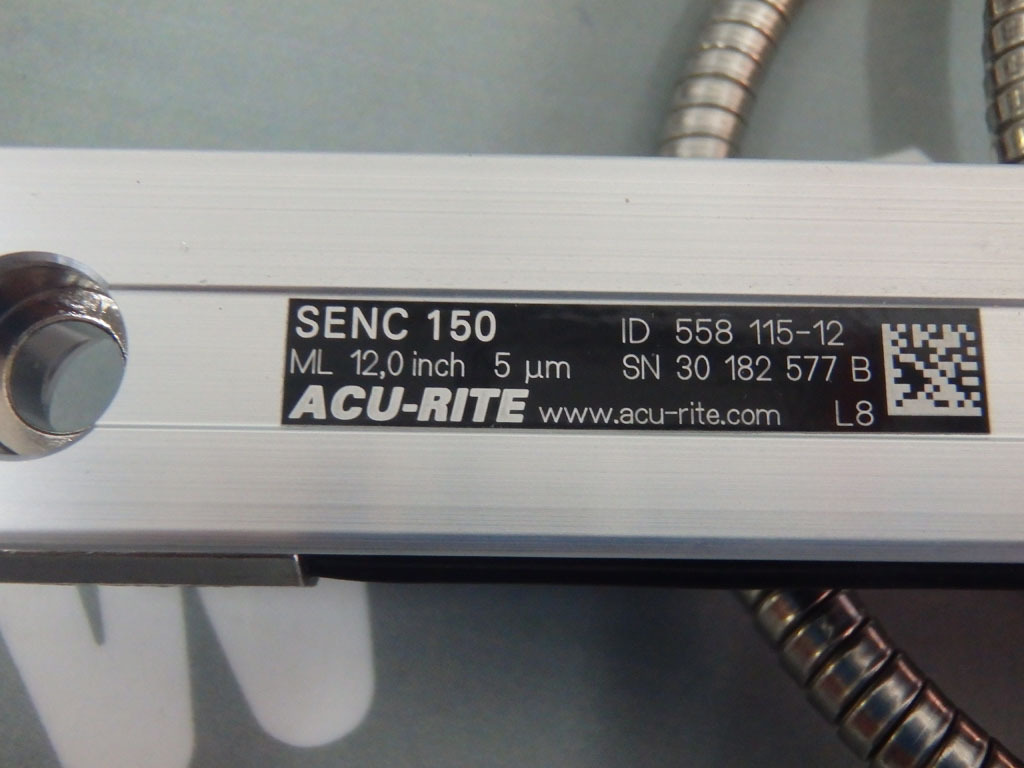 SENC 150 ID 558 115-12
ML 12,0 inch 5 µm SN 30 182 577 B
ACU-RITE www.acu-rite.com L8